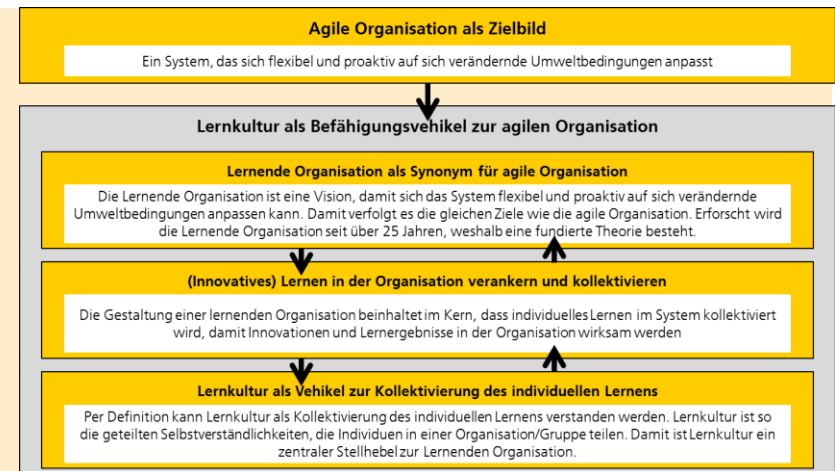 Agile Organisation als Zielbild
Ein System, das sich flexibel und proaktiv auf sich verändernde Umweltbedingungen anpasst
Lernkultur als Befähigungsvehikel zur agilen Organisation
Lernende Organisation als Synonym für agile Organisation
Die Lernende Organisation ist eine Vision, damit sich das System flexibel und proaktiv auf sich verändernde
Umweltbedingungen anpassen kann. Damit verfolgt es die gleichen Ziele wie die agile Organisation. Erforscht wird
die Lernende Organisation seit über 25 Jahren, weshalb eine fundierte Theorie besteht.
(Innovatives) Lernen in der Organisation verankern und kollektivieren
Die Gestaltung einer lernenden Organisation beinhaltet im Kern, dass individuelles Lernen im System kollektiviert
wird, damit Innovationen und Lernergebnisse in der Organisation wirksam werden
Lernkultur als Vehikel zur Kollektivierung des individuellen Lernens
Per Definition kann Lernkultur als Kollektivierung des individuellen Lernens verstanden werden. Lernkultur ist so
die geteilten Selbstverständlichkeiten, die Individuen in einer Organisation/Gruppe teilen. Damit ist Lernkultur ein
zentraler Stellhebel zur Lernenden Organisation.